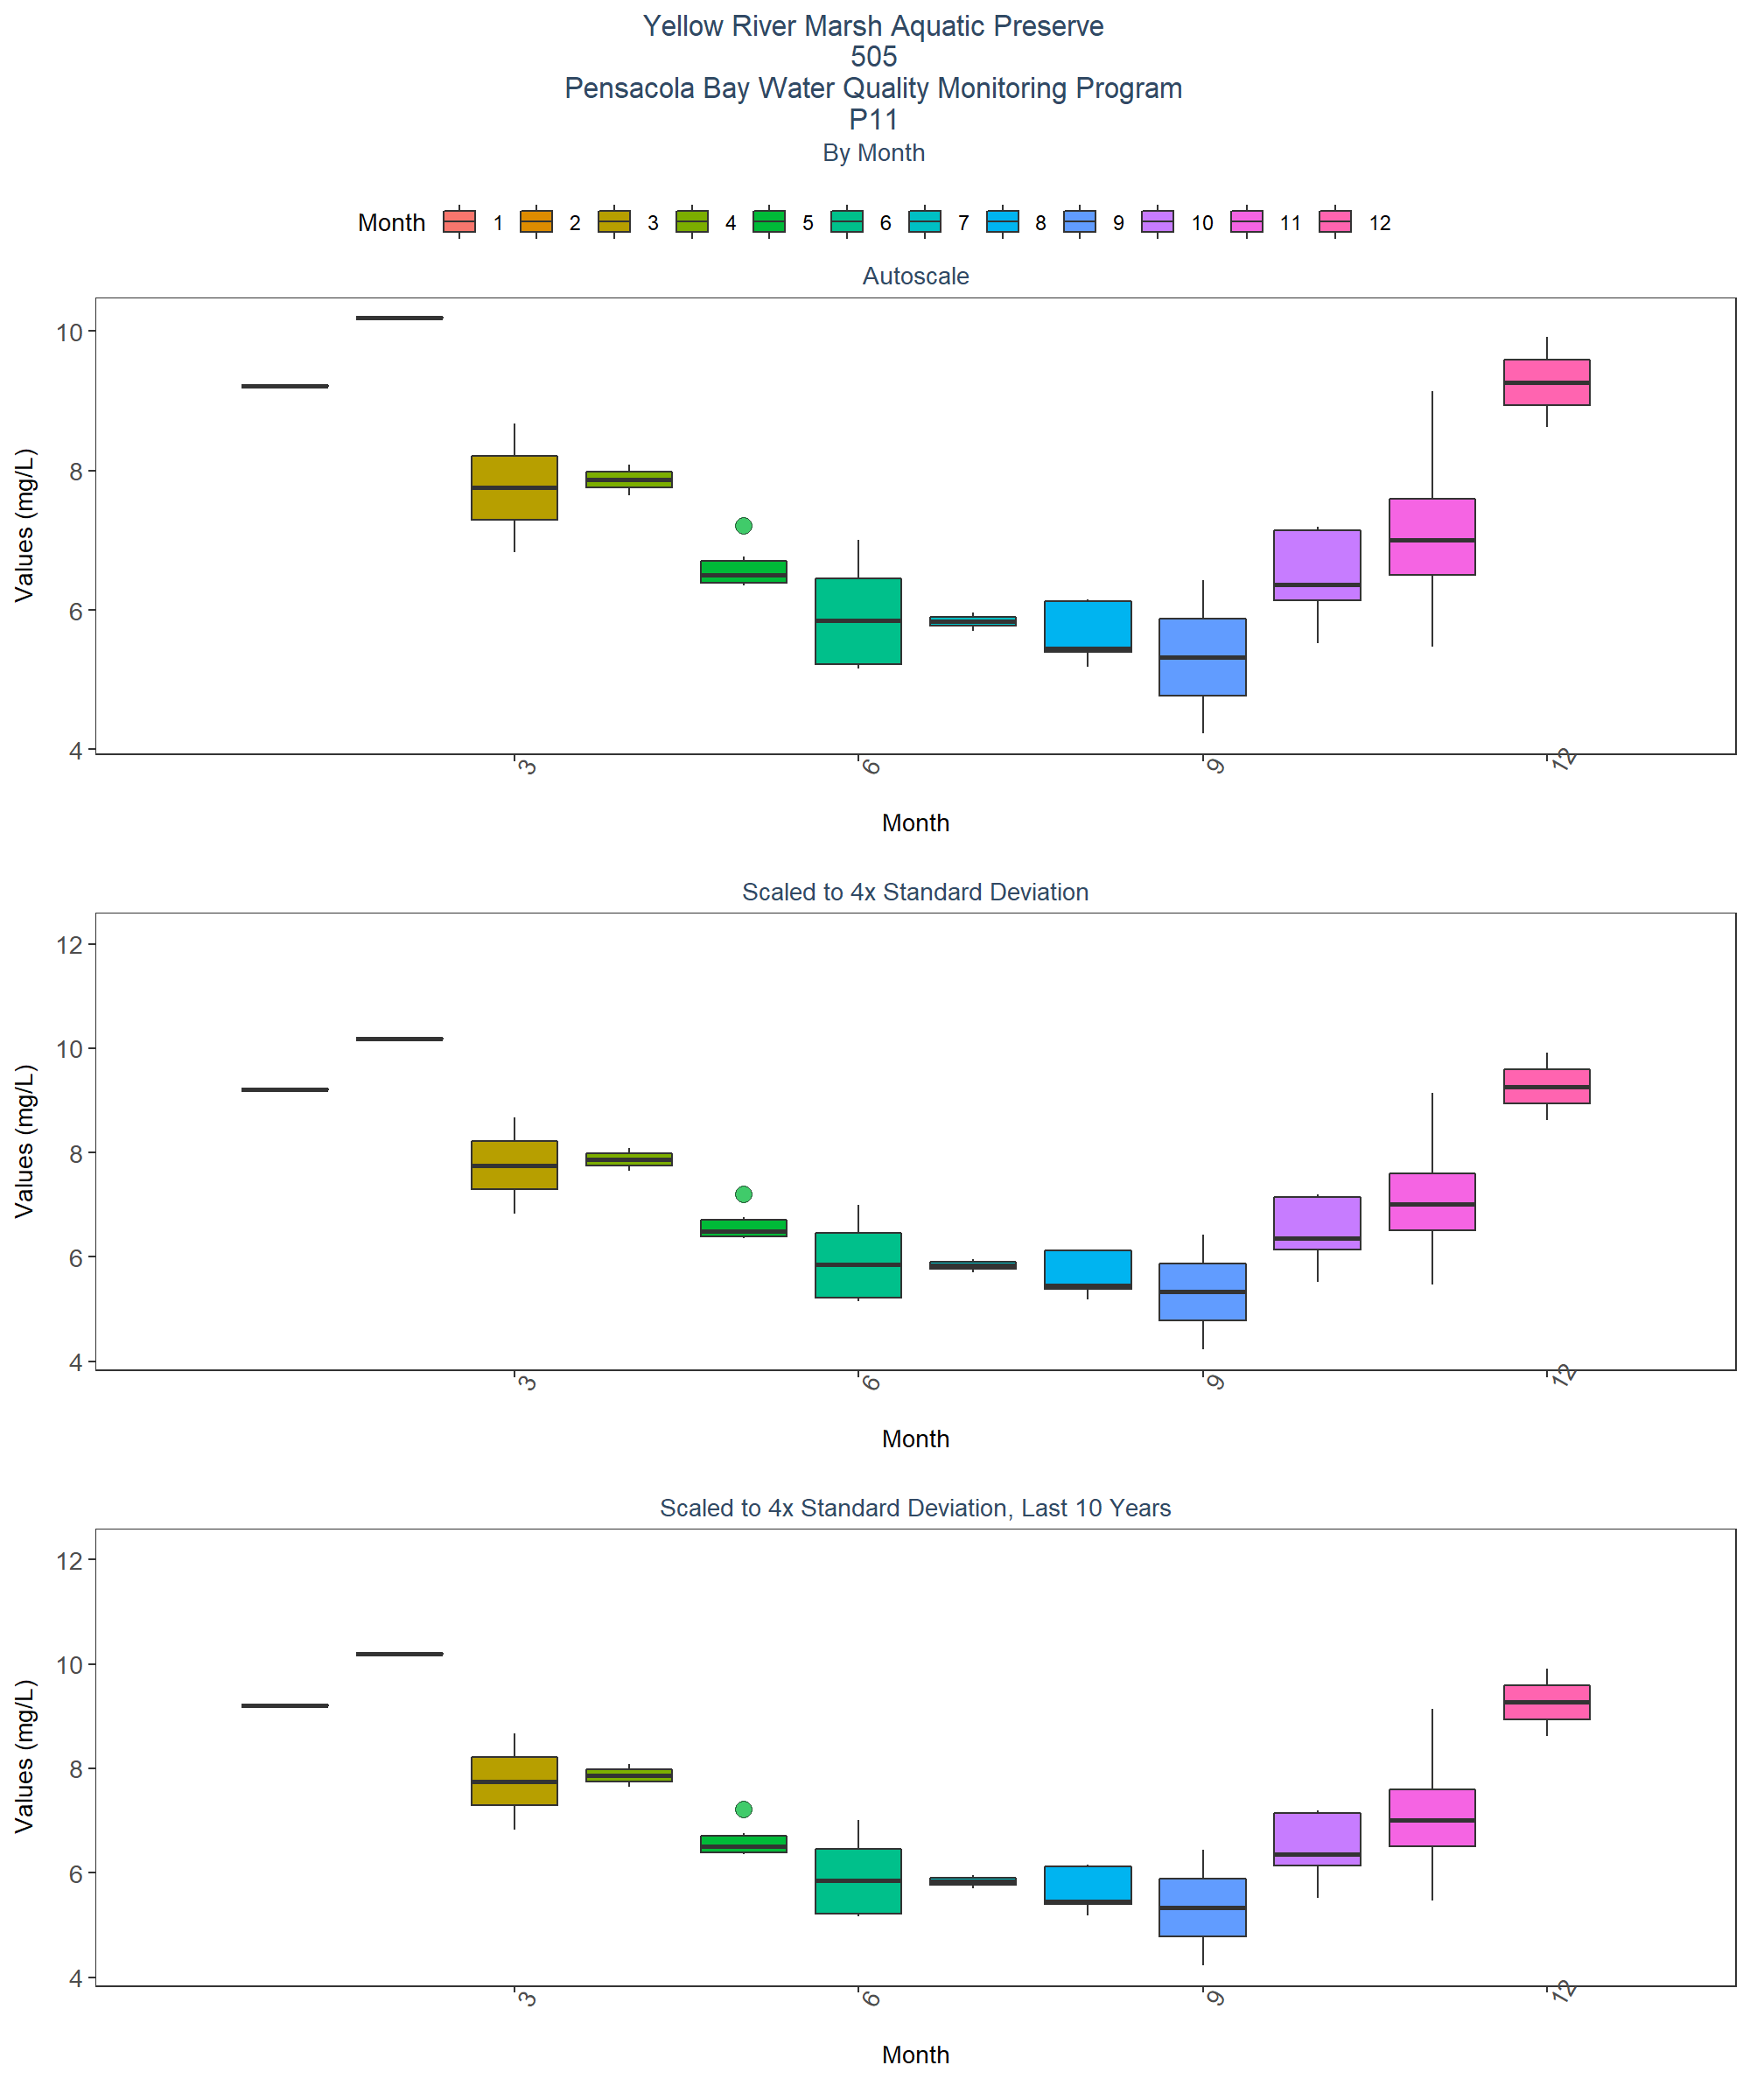 Yellow River Marsh Aquatic Preserve
505
Pensacola Bay Water Quality Monitoring Program
P11
By Month
Month 1 2 3 4 5 6 7 8 9 10 11 12
Autoscale
Values (mg/L)
10
8
6
4
3 6 9 12
Month
Scaled to 4x Standard Deviation
Values (mg/L)
12
10
8
6
4
3 6 9 12
Month
Scaled to 4x Standard Deviation, Last 10 Years
Values (mg/L)
12
10
8
6
4
3 6 9 12
Month